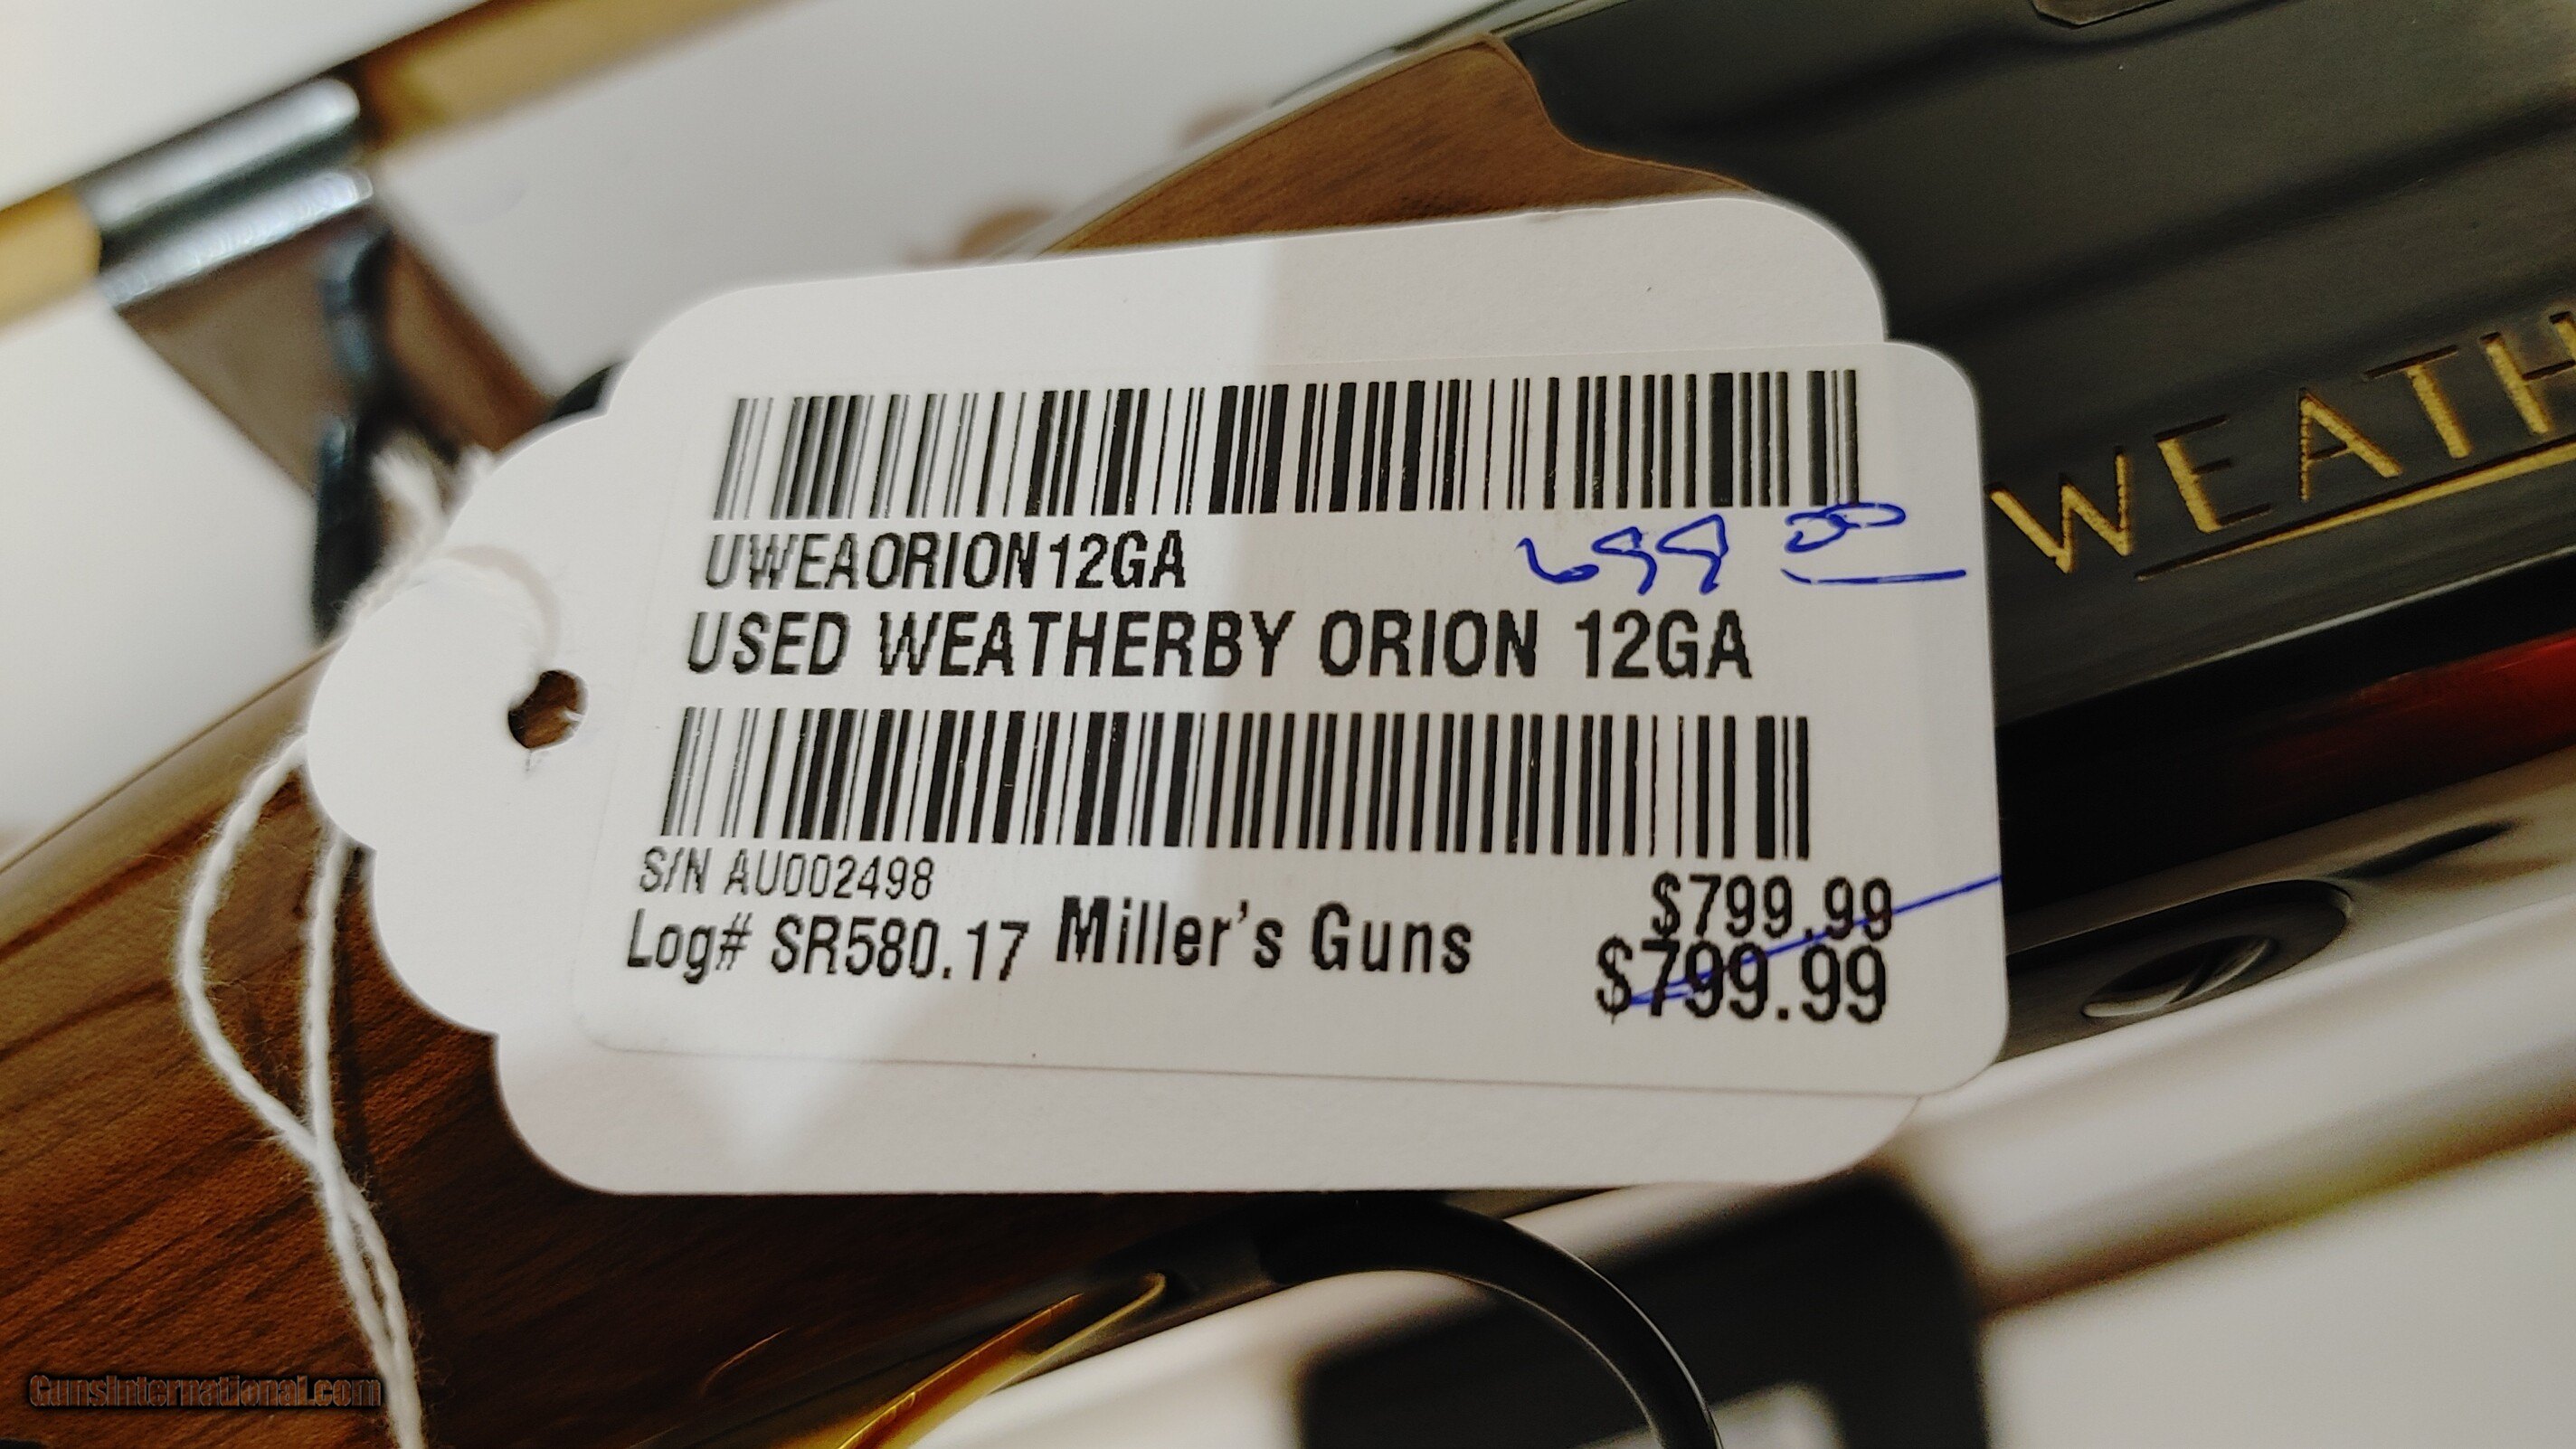 UWEAORION12GA
699 00
USED WEATHERBY ORION 12GA
S/N AU002498
Log# SR580.17 Miller's Guns
$799.99
$799.99
WEATH
GunsInternational.com